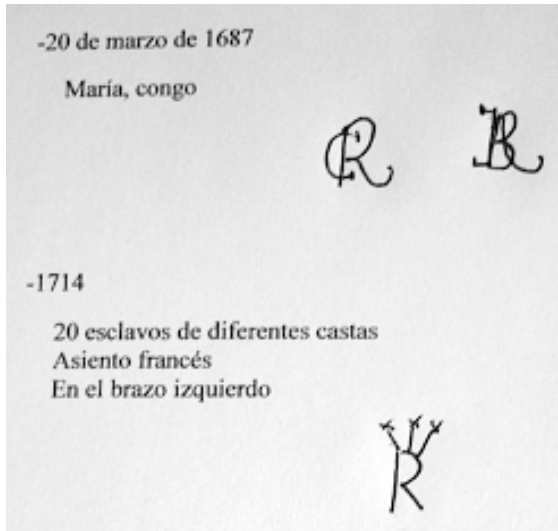 -20 de marzo de 1687
María, congo
-1714
20 esclavos de diferentes castas
Asiento francés
En el brazo izquierdo
R